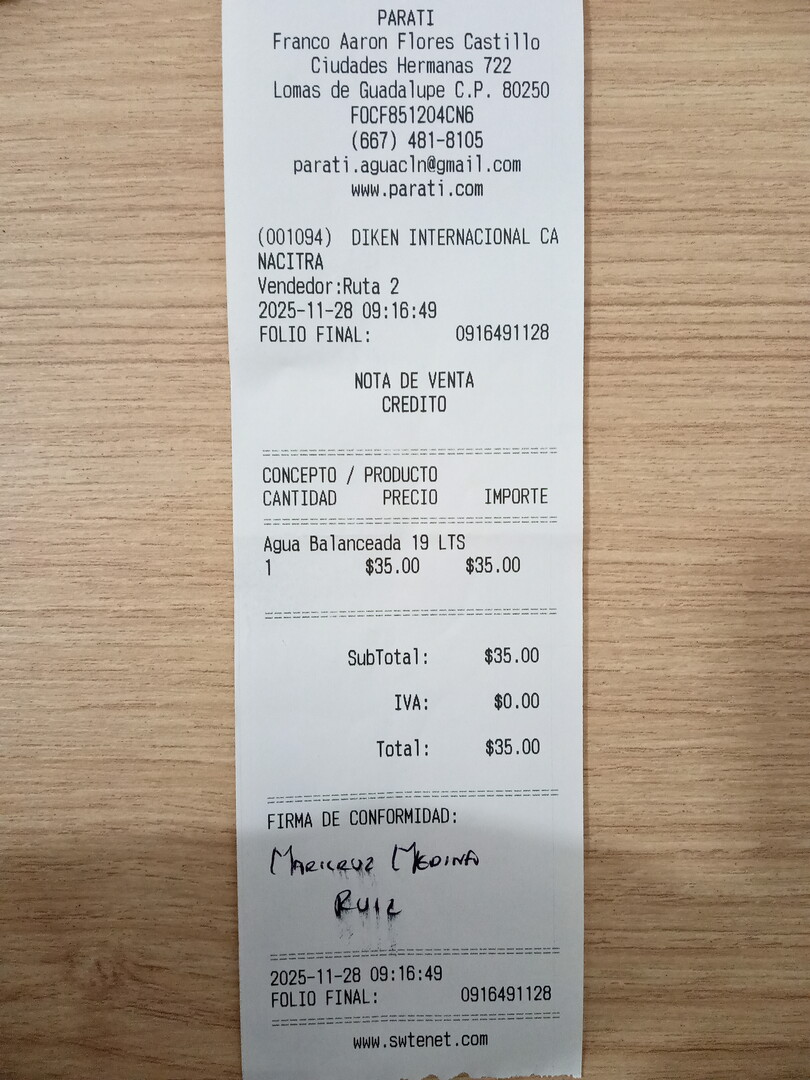 PARATI
Franco Aaron Flores Castillo
Ciudades Hermanas 722
Lomas de Guadalupe C.P. 80250
FOCF851204CN6
(667) 481-8105
parati.aguacln@gmail.com
www.parati.com
(001094) DIKEN INTERNACIONAL CA
NACITRA
Vendedor:Ruta 2
2025-11-28 09:16:49
FOLIO FINAL: 0916491128
NOTA DE VENTA
CREDITO
CONCEPTO / PRODUCTO
CANTIDAD PRECIO IMPORTE
Agua Balanceada 19 LTS
1 $35.00 $35.00
SubTotal: $35.00
IVA: $0.00
Total: $35.00
FIRMA DE CONFORMIDAD:
MARICRUZ MEDINA
RUIZ
2025-11-28 09:16:49
FOLIO FINAL: 0916491128
www.swtenet.com